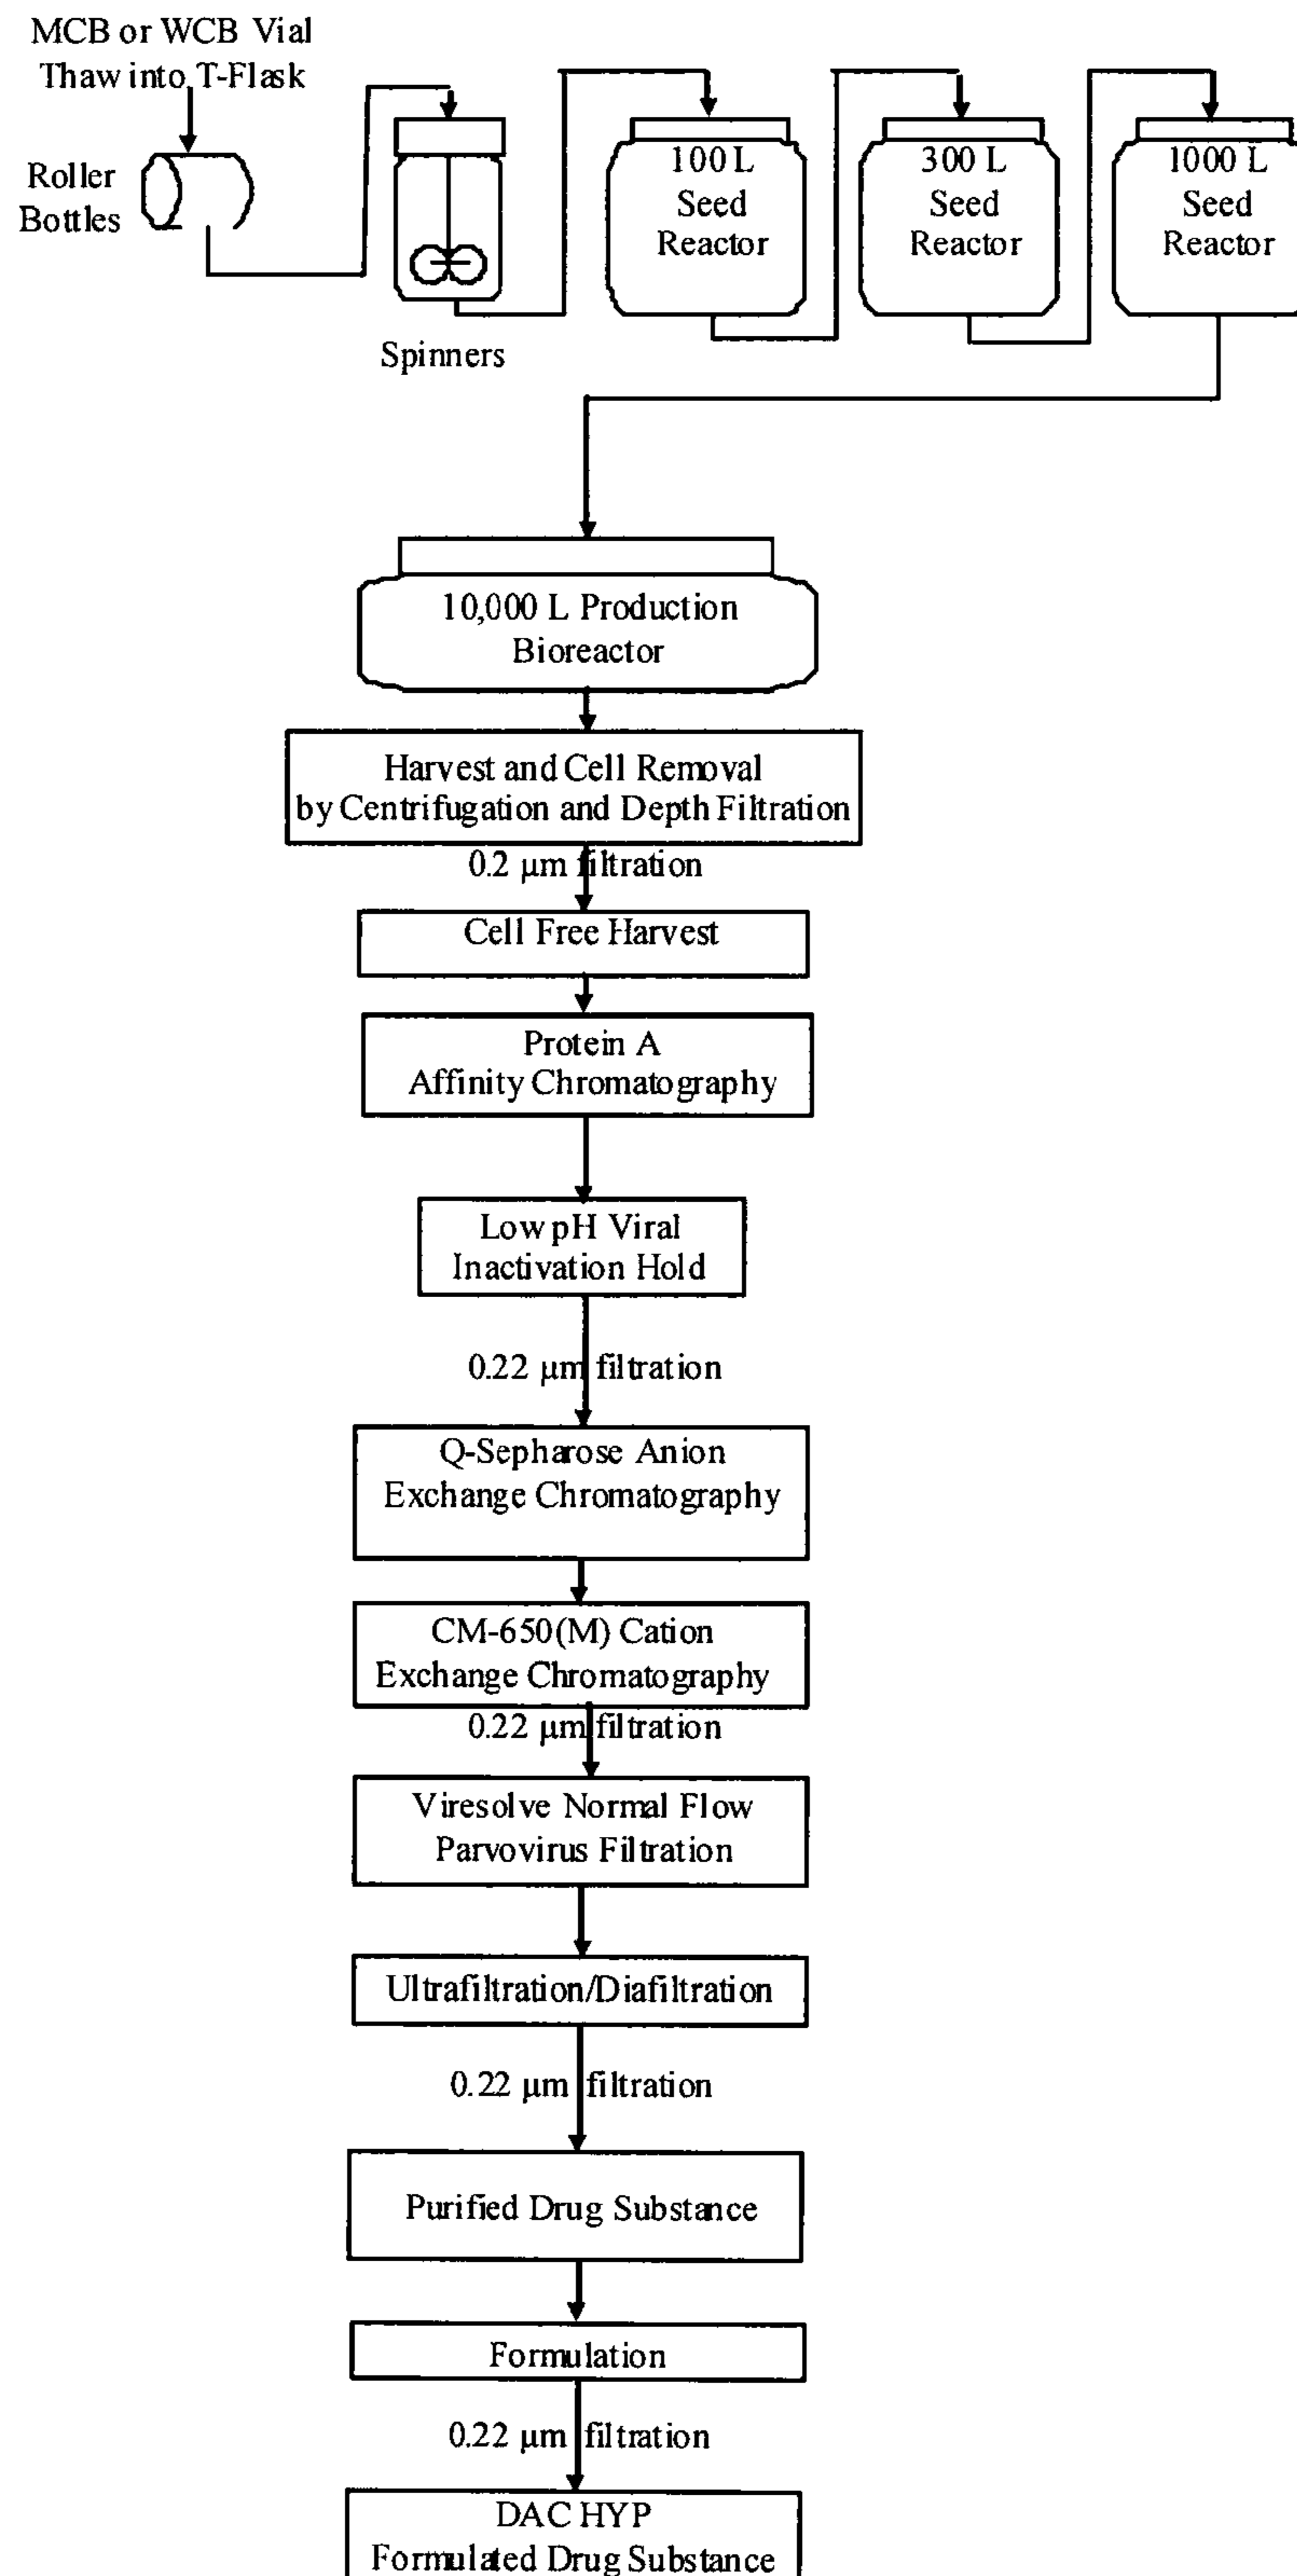 MCB or WCB Vial
Thaw into T-Flask
Roller
Bottles
Spinners
100 L
Seed
Reactor
300 L
Seed
Reactor
1000 L
Seed
Reactor
10,000 L Production
Bioreactor
Harvest and Cell Removal
by Centrifugation and Depth Filtration
0.2 μm filtration
Cell Free Harvest
Protein A
Affinity Chromatography
Low pH Viral
Inactivation Hold
0.22 μm filtration
Q-Sepharose Anion
Exchange Chromatography
CM-650(M) Cation
Exchange Chromatography
0.22 μm filtration
Viresolve Normal Flow
Parvovirus Filtration
Ultrafiltration/Diafiltration
0.22 μm filtration
Purified Drug Substance
Formulation
0.22 μm filtration
DAC HYP
Formulated Drug Substance